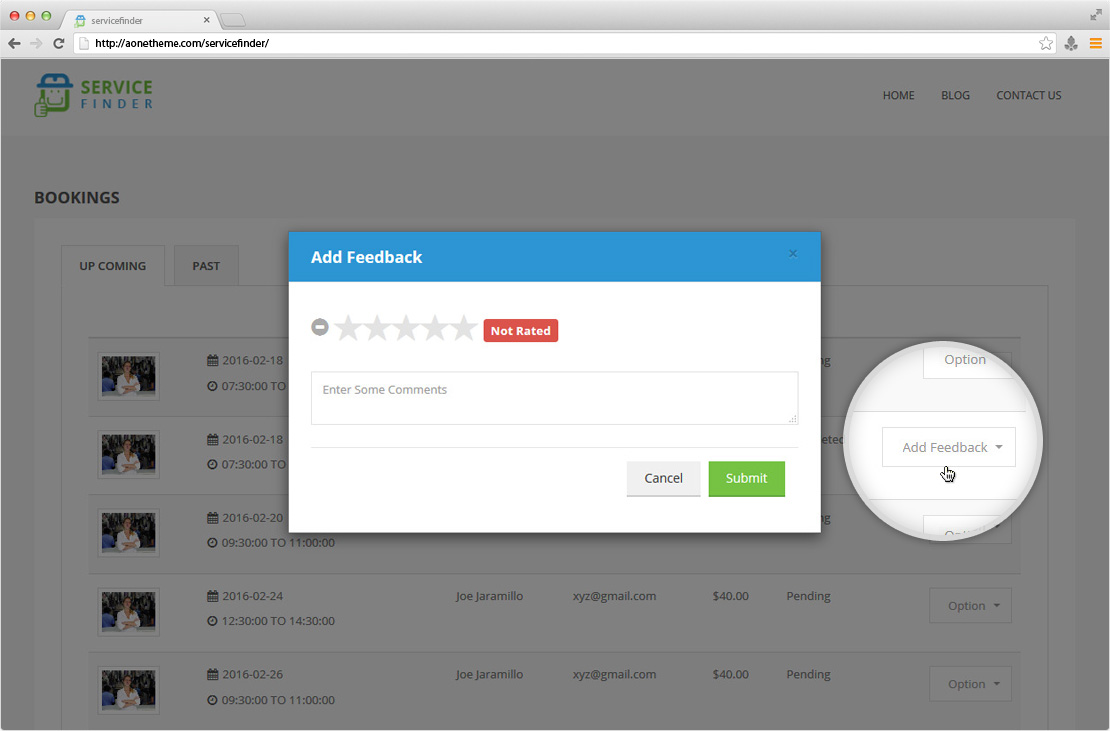 servicefinder
http://aonetheme.com/servicefinder/
SERVICE
FINDER
HOME BLOG CONTACT US
BOOKINGS
UP COMING PAST
Add Feedback ×
Not Rated
Enter Some Comments
Cancel Submit
2016-02-18
07:30:00 TO
Option
2016-02-18
07:30:00 TO
Add Feedback
2016-02-20
09:30:00 TO 11:00:00
2016-02-24 Joe Jaramillo xyz@gmail.com $40.00 Pending Option
12:30:00 TO 14:30:00
2016-02-26 Joe Jaramillo xyz@gmail.com $40.00 Pending Option
09:30:00 TO 11:00:00